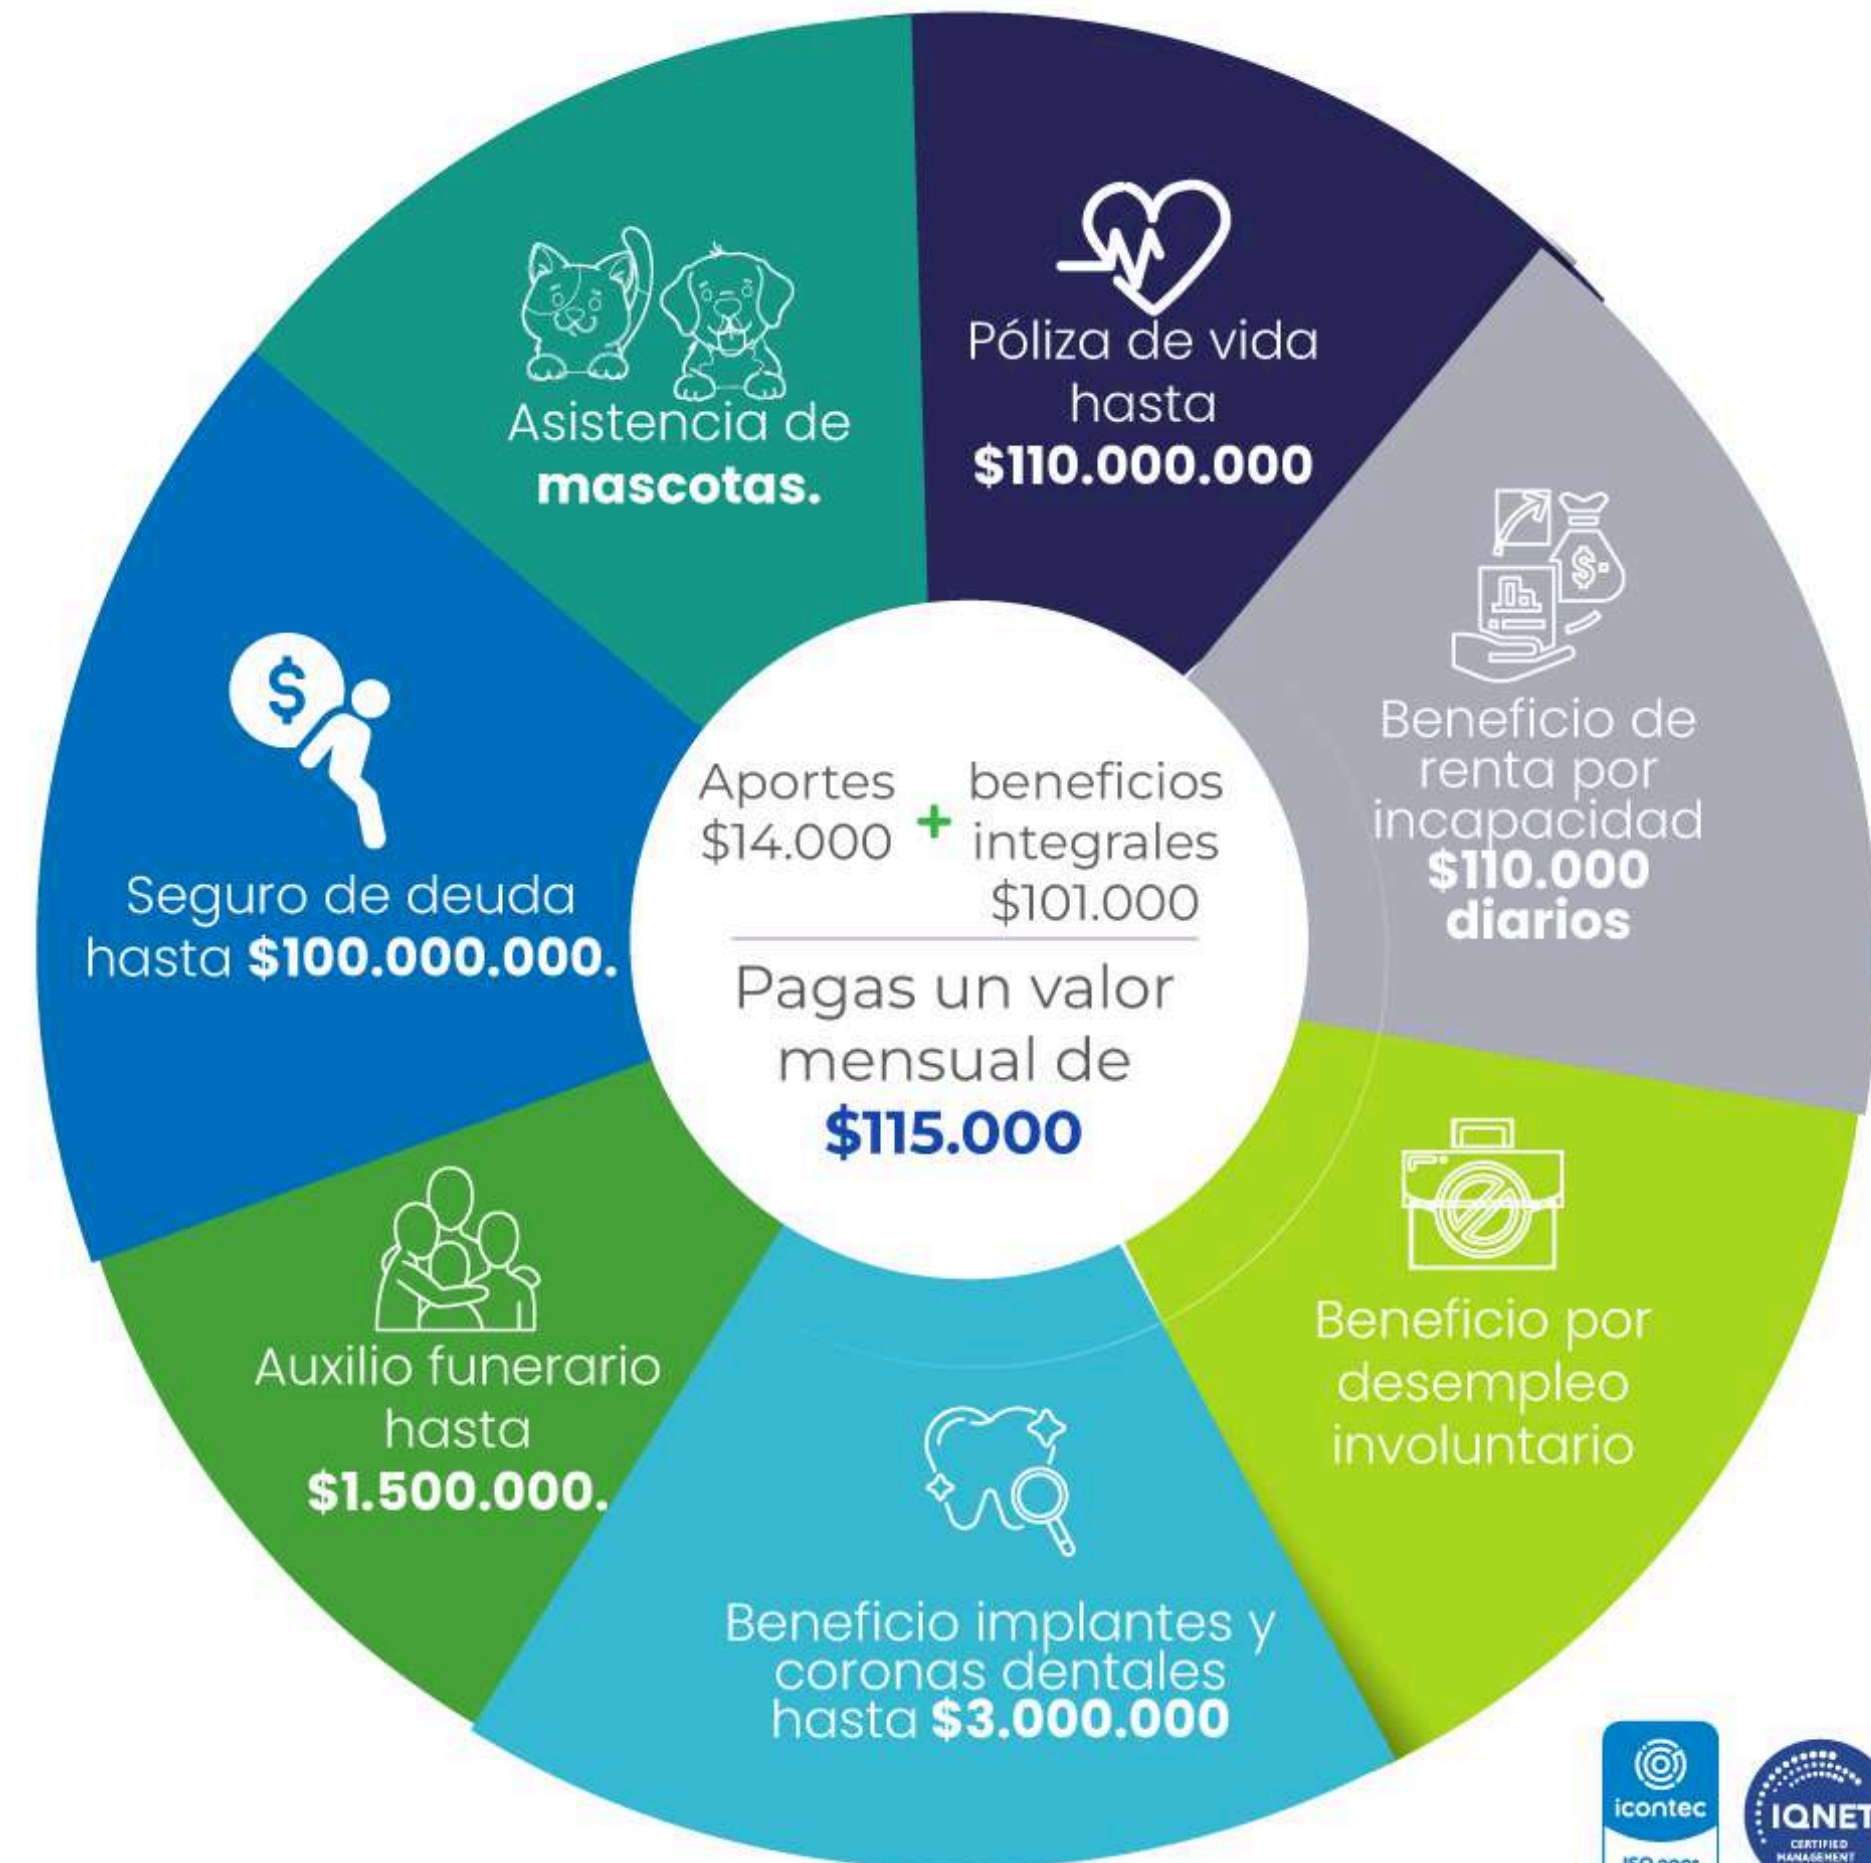 Póliza de vida
hasta
$110.000.000
Beneficio de
renta por
incapacidad
$110.000
diarios
Beneficio por
desempleo
involuntario
Beneficio implantes y
coronas dentales
hasta $3.000.000
Auxilio funerario
hasta
$1.500.000.
Seguro de deuda
hasta $100.000.000.
Asistencia de
mascotas.
Aportes + beneficios
$14.000 integrales
$101.000
Pagas un valor
mensual de
$115.000
icontec
IQNET
CERTIFIED
MANAGEMENT